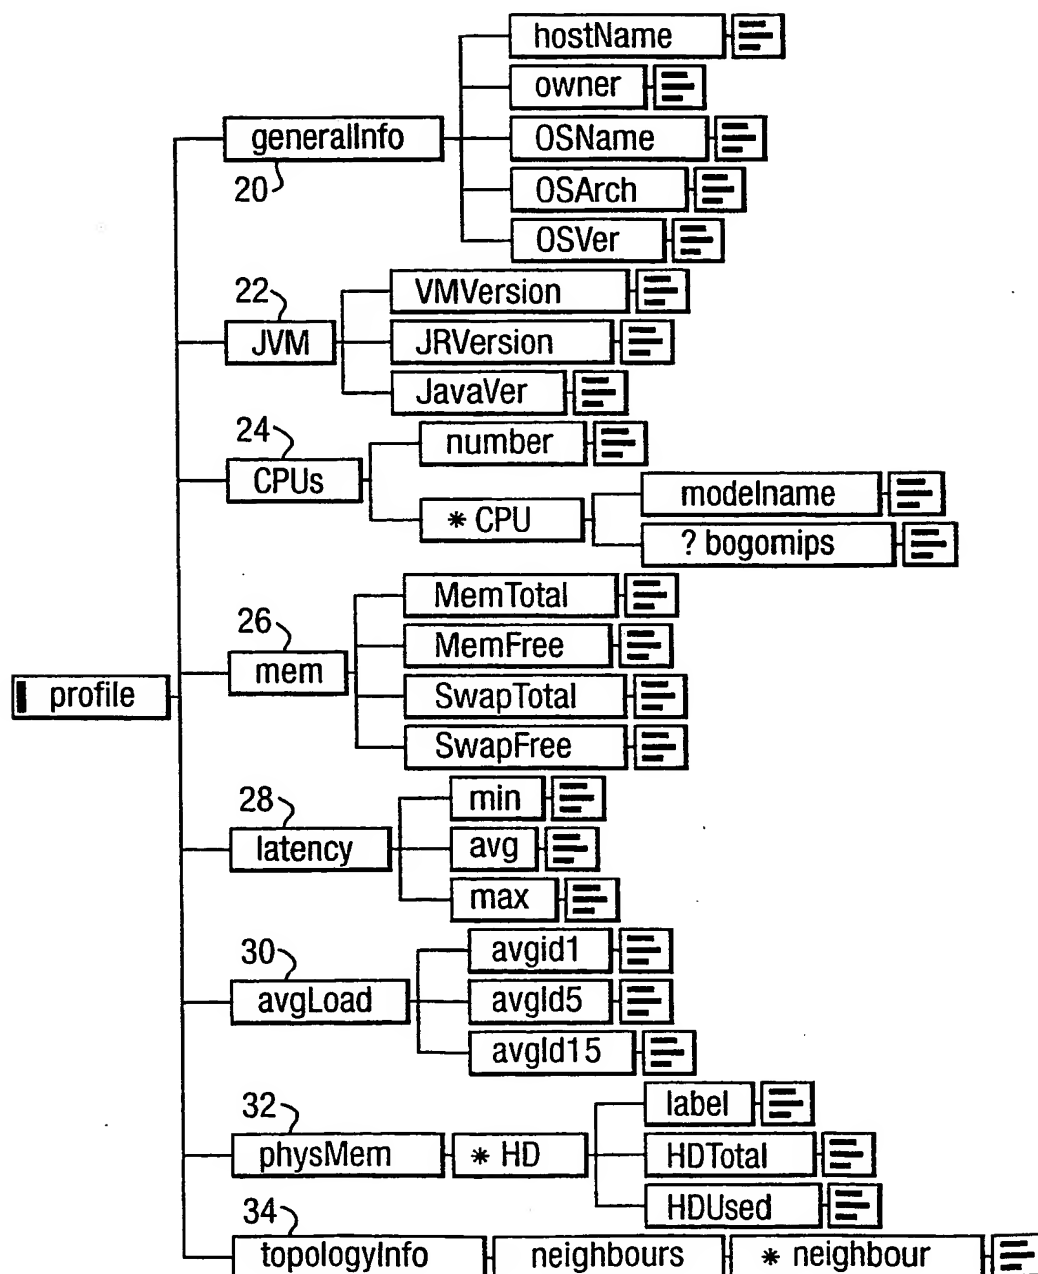 hostName
owner
generalInfo
OSName
20
OSArch
OSVer
22
VMVersion
JVM
JRVersion
JavaVer
24
number
CPUs
modelname
* CPU
? bogomips
MemTotal
26
MemFree
mem
profile
SwapTotal
SwapFree
28
min
latency
avg
max
30
avgid1
avgLoad
avgld5
avgld15
32
label
physMem
* HD
HDTotal
HDUsed
34
topologyInfo
neighbours
* neighbour